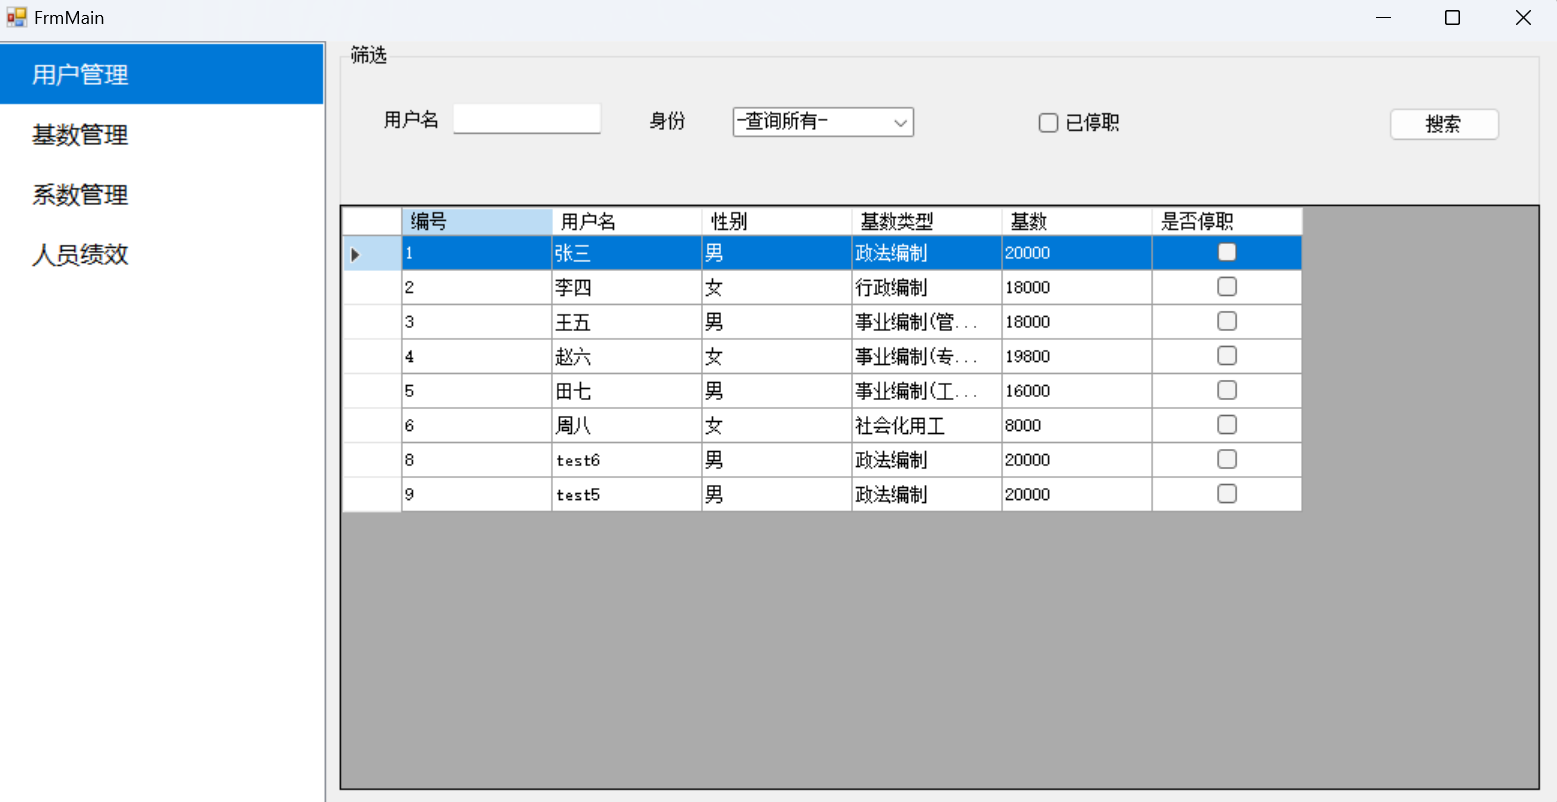 FrmMain
用户管理
基数管理
系数管理
人员绩效
筛选
用户名 身份 -查询所有- 已停职 搜索
编号 用户名 性别 基数类型 基数 是否停职
1 张三 男 政法编制 20000
2 李四 女 行政编制 18000
3 王五 男 事业编制(管... 18000
4 赵六 女 事业编制(专... 19800
5 田七 男 事业编制(工... 16000
6 周八 女 社会化用工 8000
8 test6 男 政法编制 20000
9 test5 男 政法编制 20000